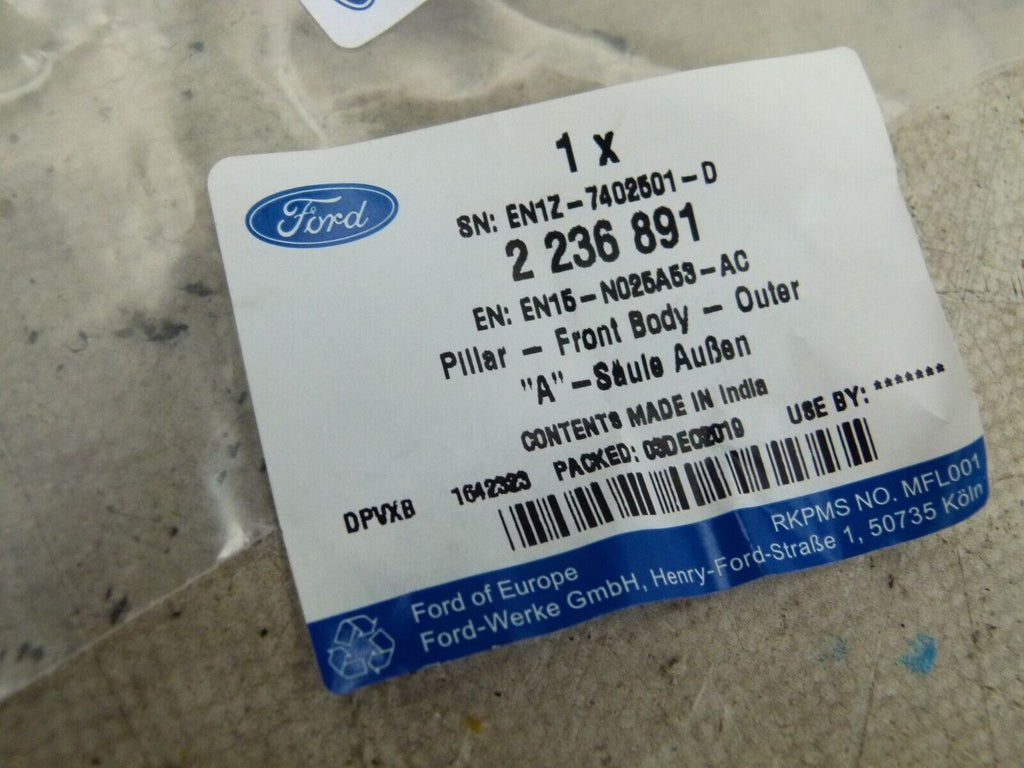 Ford
1 x
SN: EN1Z-7402501-D
2 236 891
EN: EN15-N025A53-AC
Pillar - Front Body - Outer
"A"-Säule Außen
CONTENTS MADE IN India
PACKED: 03DEC2019 USE BY: *******
DPVXB 1642323
RKPMS NO. MFL001
Ford of Europe
Ford-Werke GmbH, Henry-Ford-Straße 1, 50735 Köln